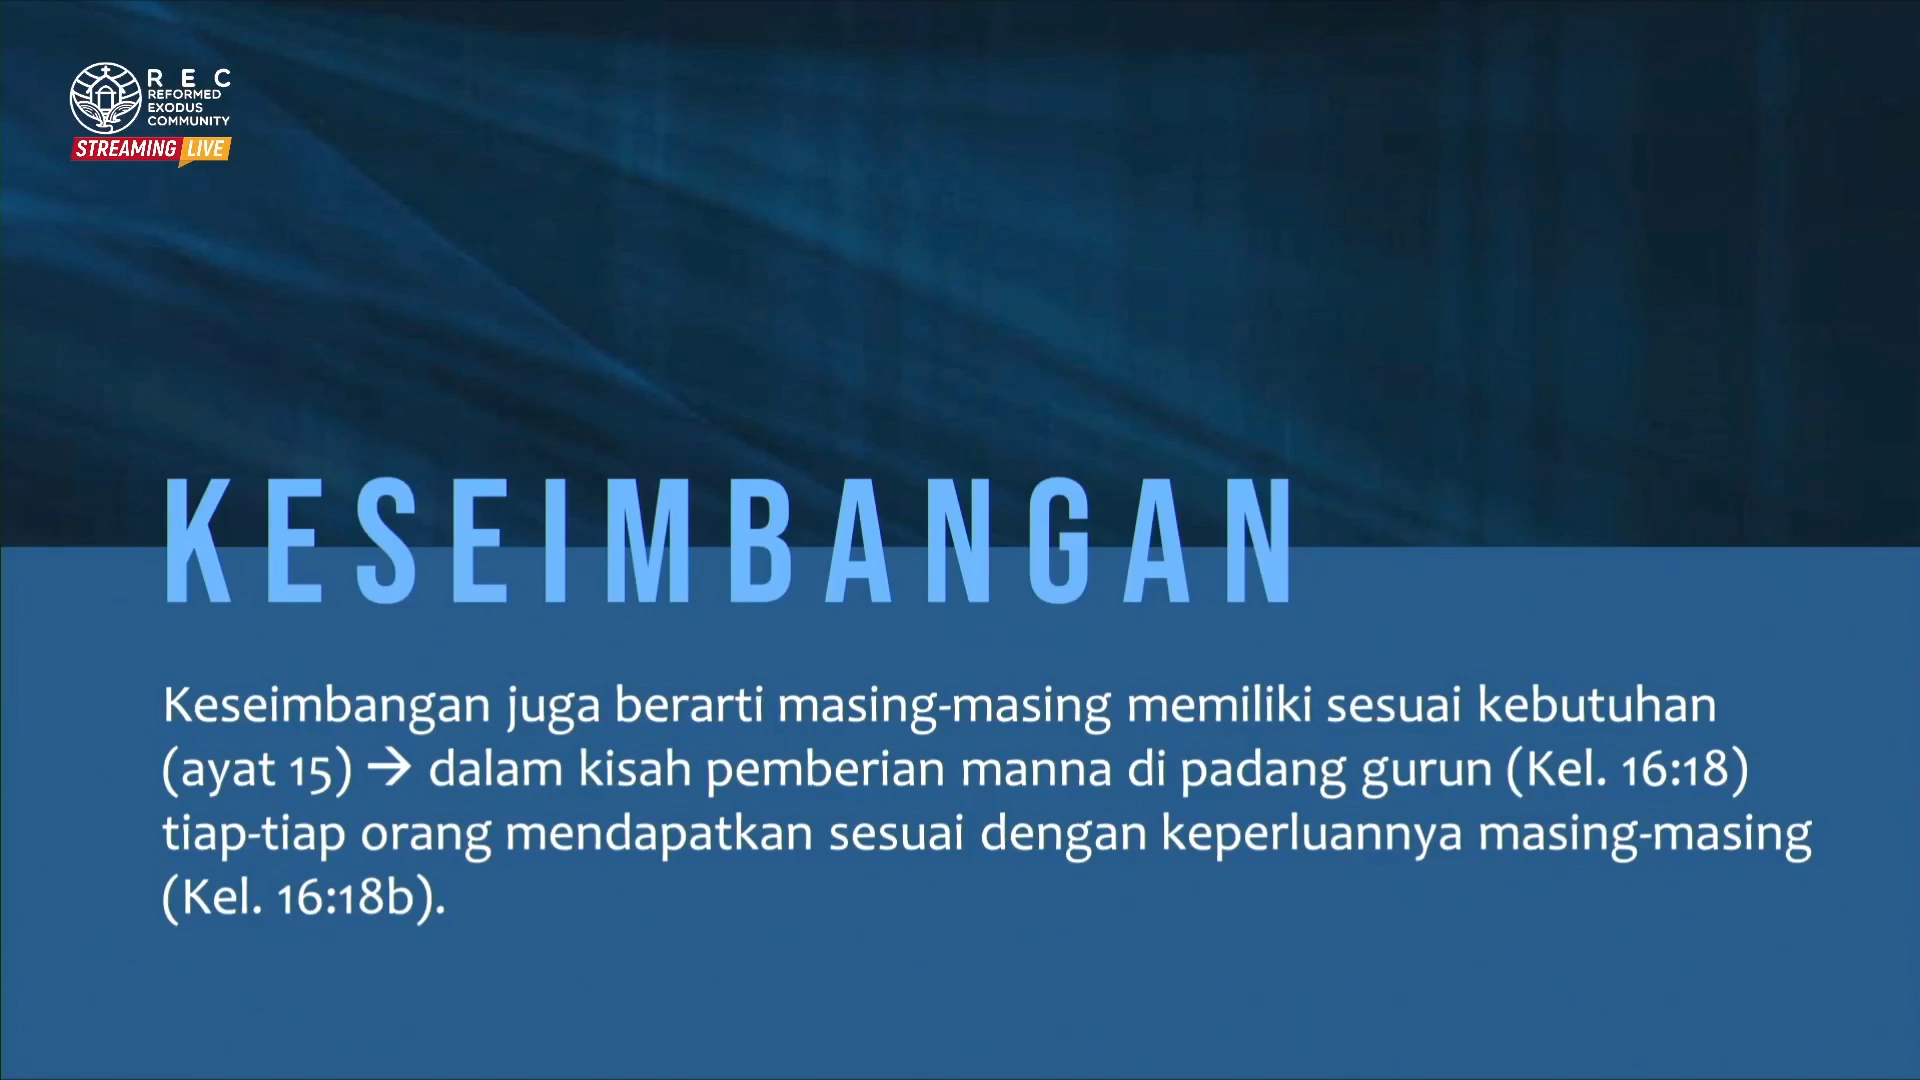 REC
REFORMED
EXODUS
COMMUNITY
STREAMING LIVE
KESEIMBANGAN
Keseimbangan juga berarti masing-masing memiliki sesuai kebutuhan
(ayat 15) → dalam kisah pemberian manna di padang gurun (Kel. 16:18)
tiap-tiap orang mendapatkan sesuai dengan keperluannya masing-masing
(Kel. 16:18b).